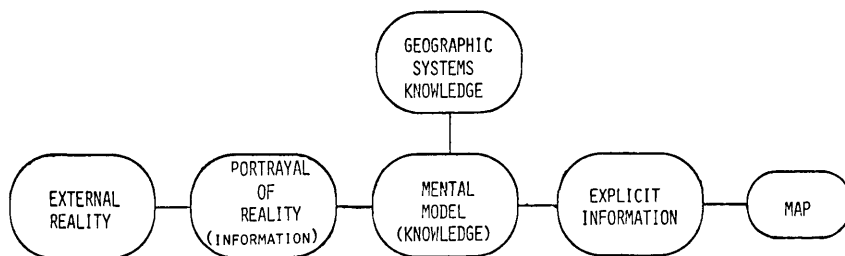 GEOGRAPHIC
SYSTEMS
KNOWLEDGE
EXTERNAL
REALITY
PORTRAYAL
OF
REALITY
(INFORMATION)
MENTAL
MODEL
(KNOWLEDGE)
EXPLICIT
INFORMATION
MAP